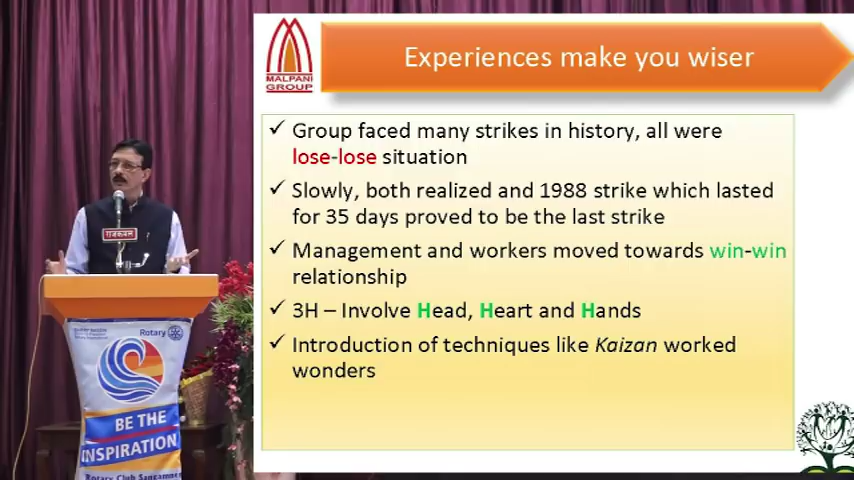 MALPANI
GROUP
Experiences make you wiser
Group faced many strikes in history, all were
lose-lose situation
Slowly, both realized and 1988 strike which lasted
for 35 days proved to be the last strike
Management and workers moved towards win-win
relationship
3H – Involve Head, Heart and Hands
Introduction of techniques like Kaizan worked
wonders
Rotary
BE THE
INSPIRATION
Rotary Club Sangamner